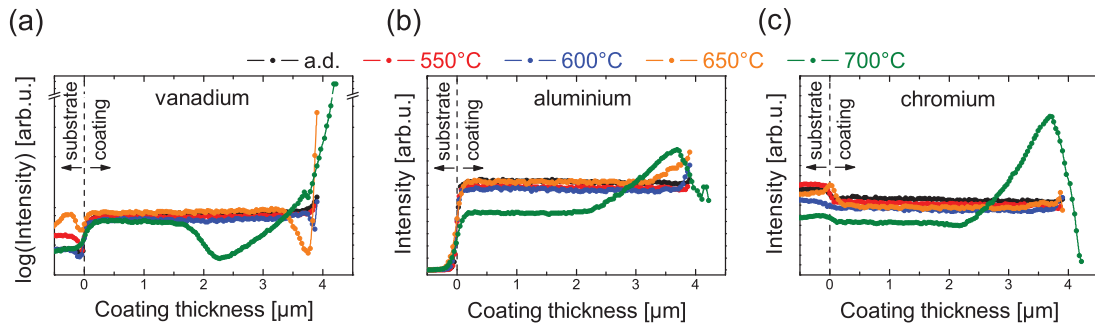 (a)
(b)
(c)
a.d.
550°C
600°C
650°C
700°C
log(Intensity) [arb.u.]
substrate
coating
vanadium
0
1
2
3
4
Coating thickness [µm]
Intensity [arb.u.]
substrate
coating
aluminium
0
1
2
3
4
Coating thickness [µm]
Intensity [arb.u.]
substrate
coating
chromium
0
1
2
3
4
Coating thickness [µm]